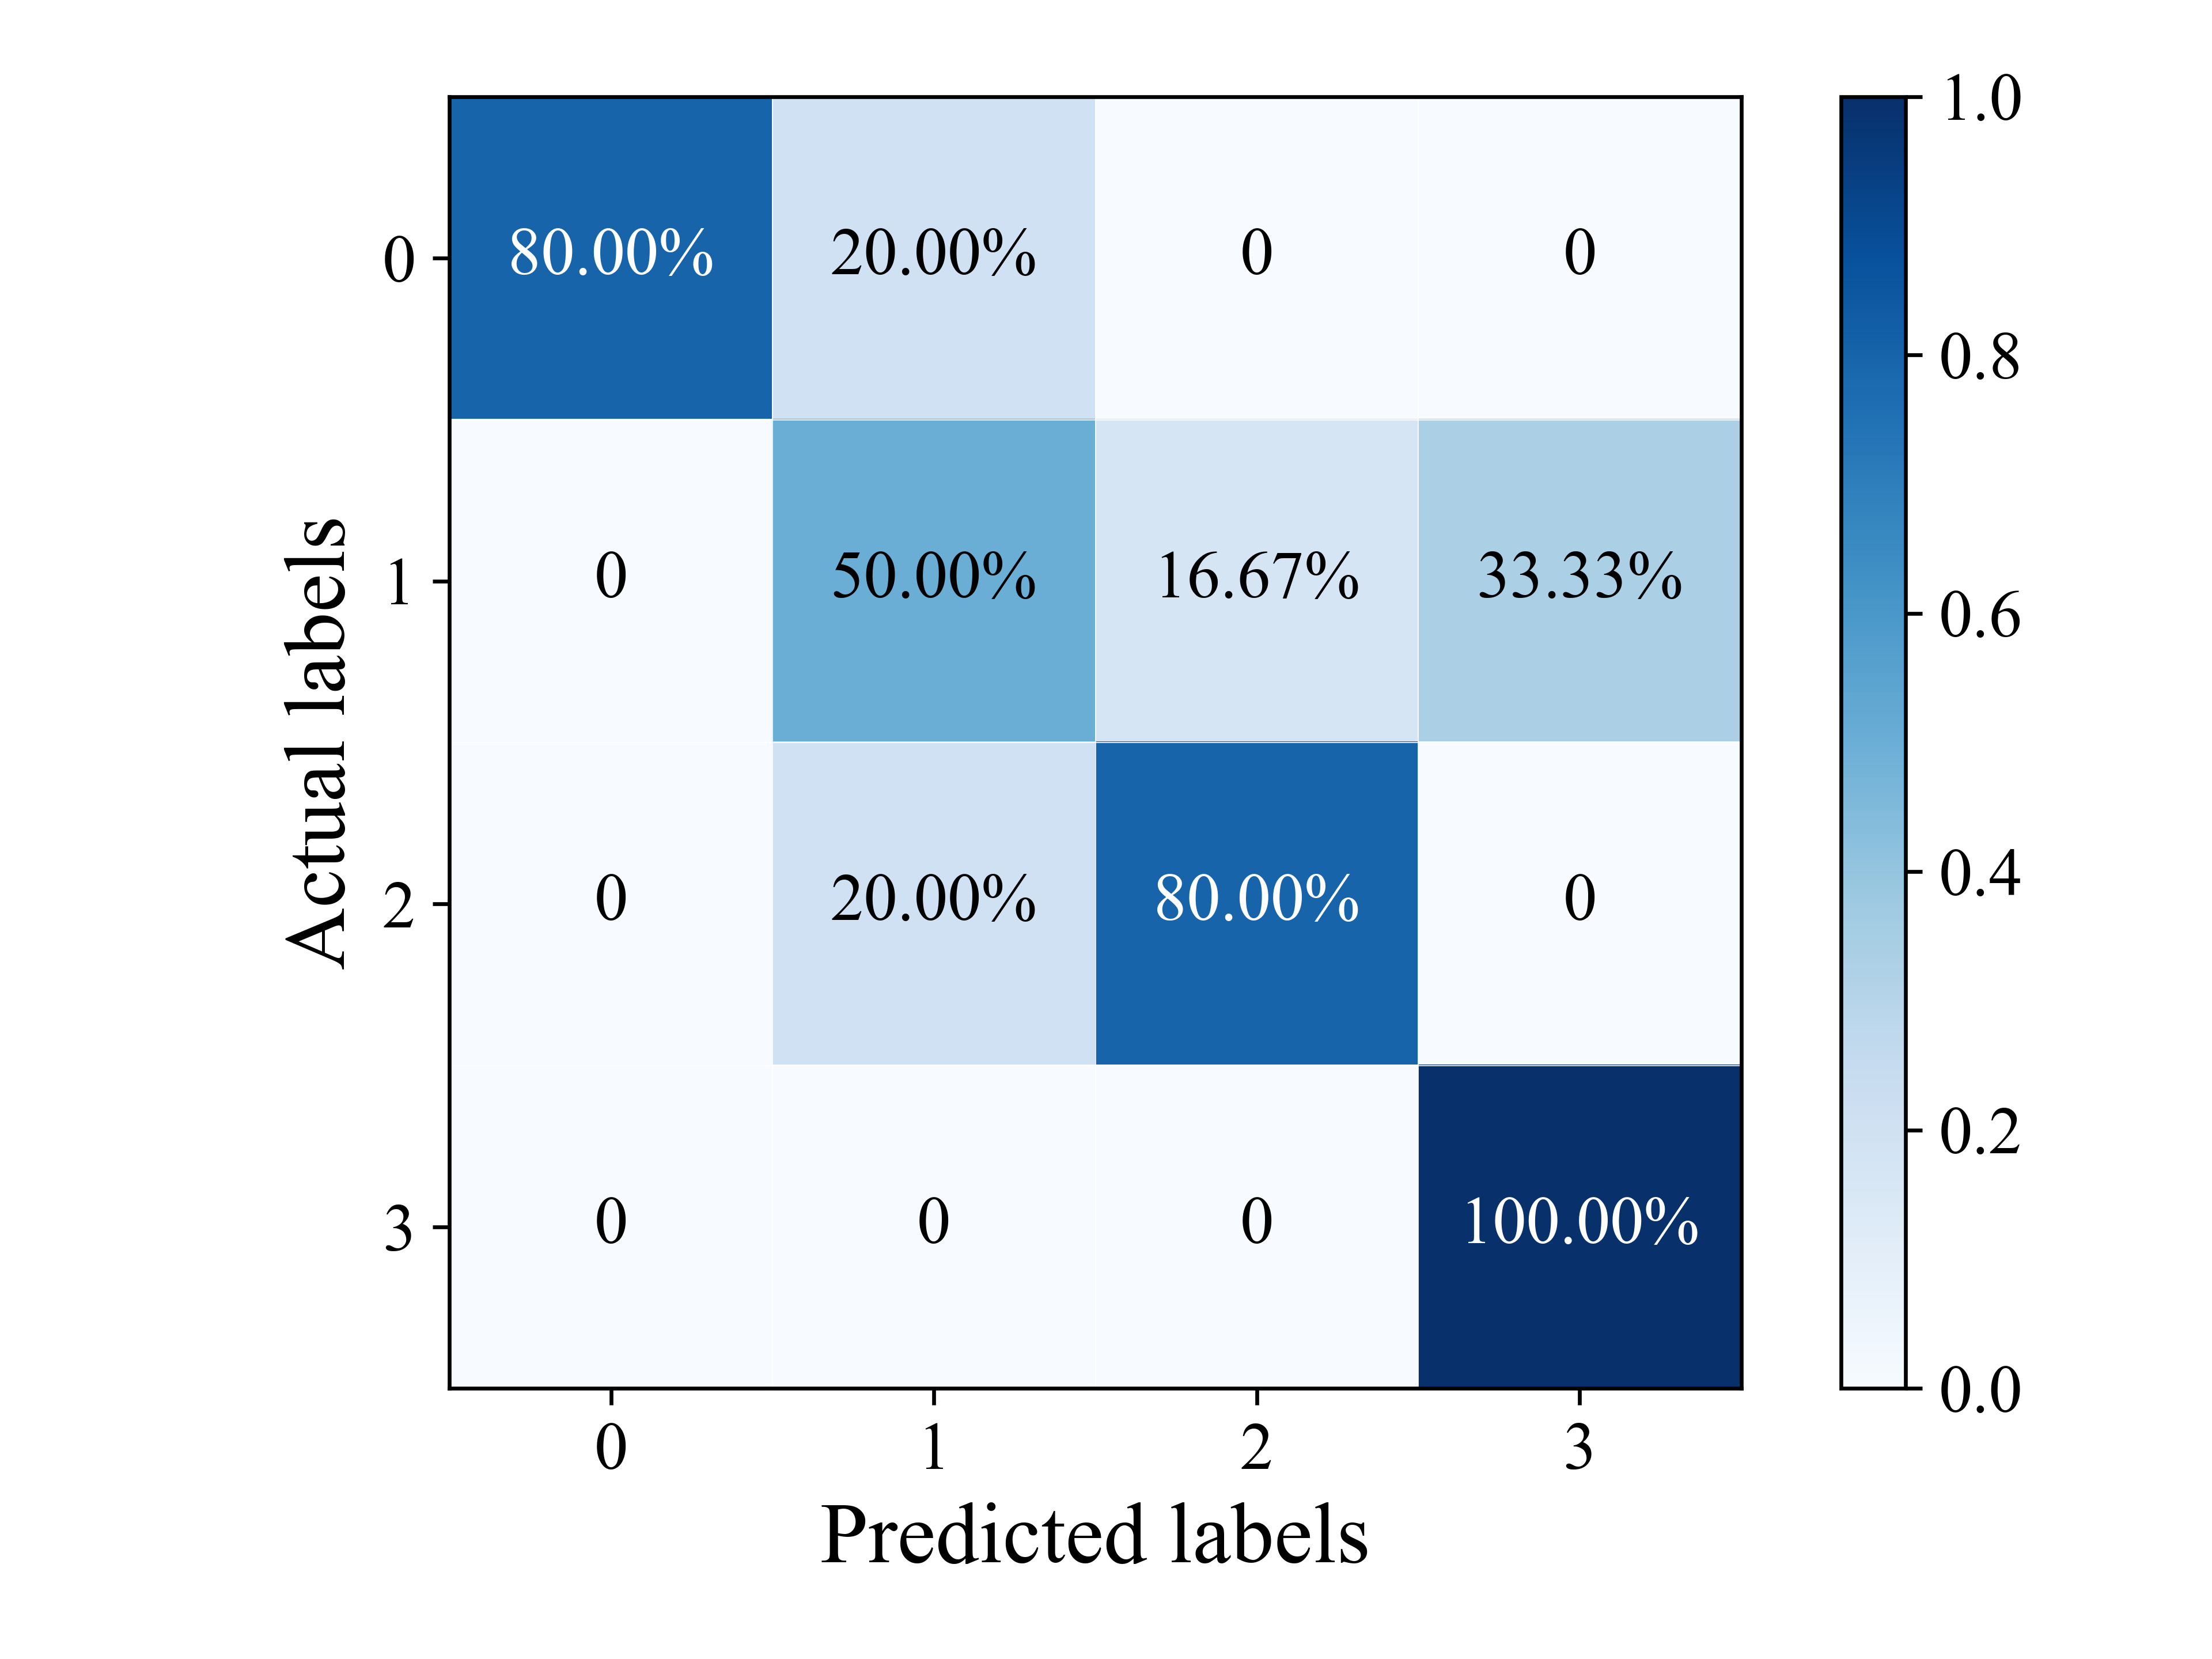 0 80.00% 20.00% 0 0
1 0 50.00% 16.67% 33.33%
2 0 20.00% 80.00% 0
3 0 0 0 100.00%
0 1 2 3
Actual labels
Predicted labels
1.0
0.8
0.6
0.4
0.2
0.0